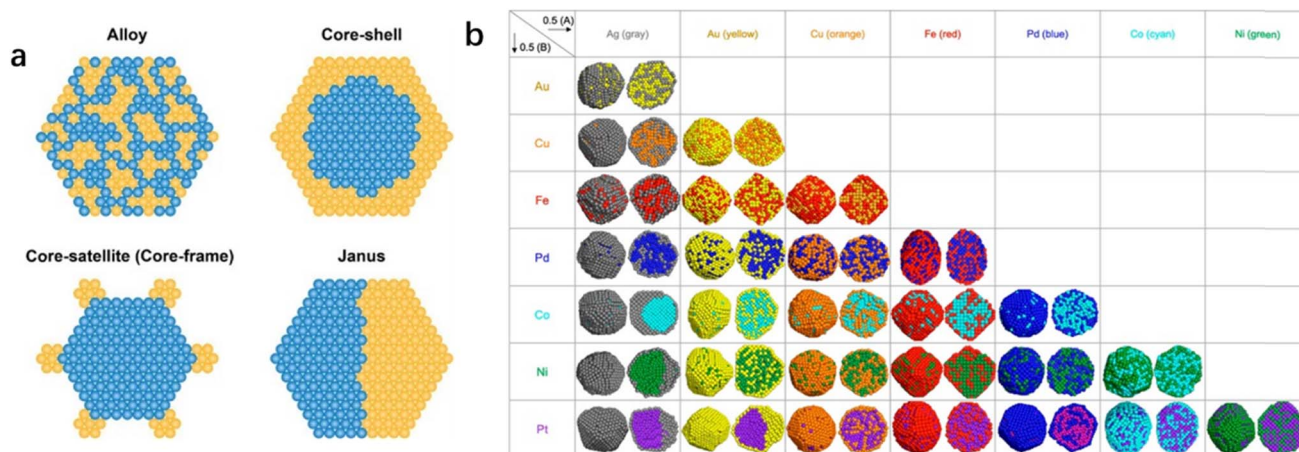 a
Alloy
Core-shell
Core-satellite (Core-frame)
Janus
b
0.5 (A)
0.5 (B)
Ag (gray)
Au (yellow)
Cu (orange)
Fe (red)
Pd (blue)
Co (cyan)
Ni (green)
Au
Cu
Fe
Pd
Co
Ni
Pt